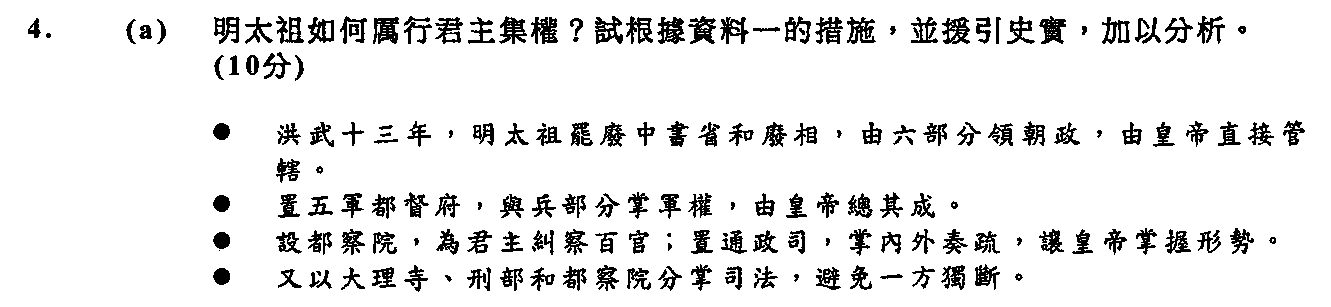 4. (a) 明太祖如何厲行君主集權？試根據資料一的措施，並援引史實，加以分析。
(10分)
● 洪武十三年，明太祖罷廢中書省和廢相，由六部分領朝政，由皇帝直接管
轄。
● 置五軍都督府，與兵部分掌軍權，由皇帝總其成。
● 設都察院，為君主糾察百官；置通政司，掌內外奏疏，讓皇帝掌握形勢。
● 又以大理寺、刑部和都察院分掌司法，避免一方獨斷。